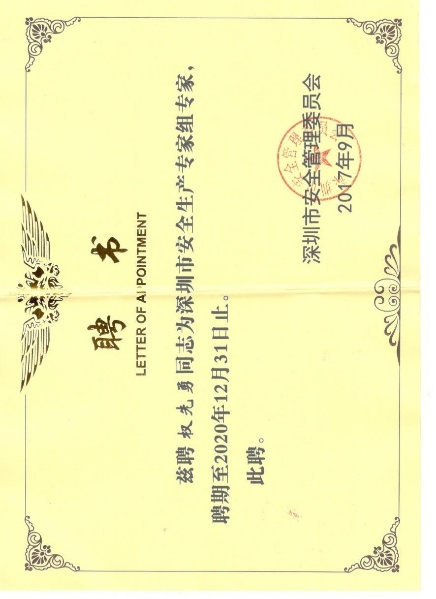 聘书
LETTER OF APPOINTMENT
兹聘权先勇同志为深圳市安全生产专家组专家，
聘期至2020年12月31日止。
此聘。
深圳市安全管理委员会
2017年9月